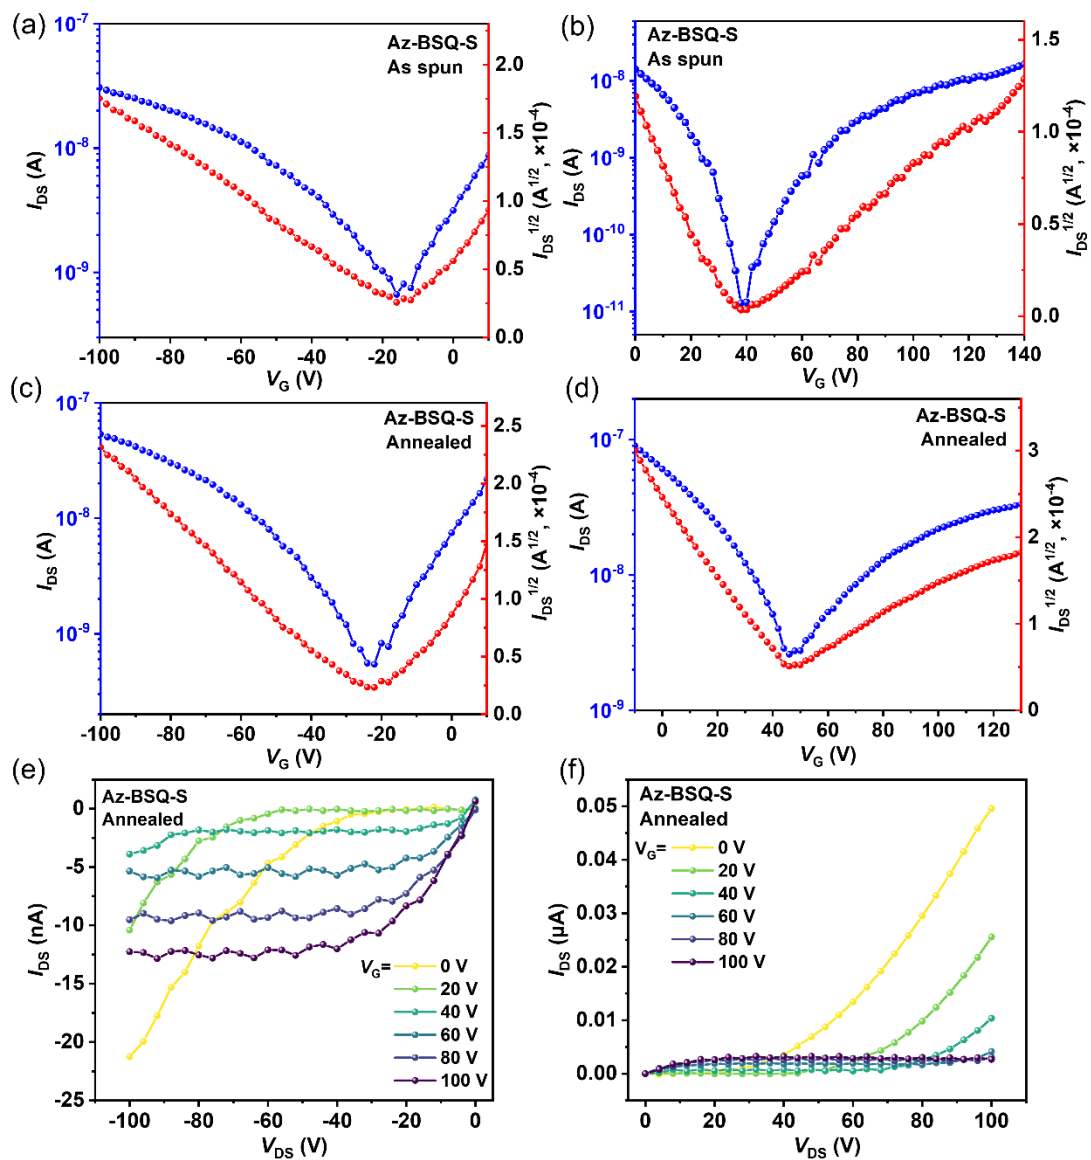 (a)
Az-BSQ-S
As spun
I_DS (A)
10⁻⁷
10⁻⁸
10⁻⁹
I_DS^1/2 (A^1/2, ×10⁻⁴)
2.0
1.5
1.0
0.5
0.0
-100 -80 -60 -40 -20 0
V_G (V)
(b)
Az-BSQ-S
As spun
I_DS (A)
10⁻⁸
10⁻⁹
10⁻¹⁰
10⁻¹¹
I_DS^1/2 (A^1/2, ×10⁻⁴)
1.5
1.0
0.5
0.0
0 20 40 60 80 100 120 140
V_G (V)
(c)
Az-BSQ-S
Annealed
I_DS (A)
10⁻⁷
10⁻⁸
10⁻⁹
I_DS^1/2 (A^1/2, ×10⁻⁴)
2.5
2.0
1.5
1.0
0.5
0.0
-100 -80 -60 -40 -20 0
V_G (V)
(d)
Az-BSQ-S
Annealed
I_DS (A)
10⁻⁷
10⁻⁸
10⁻⁹
I_DS^1/2 (A^1/2, ×10⁻⁴)
3
2
1
0
0 20 40 60 80 100 120
V_G (V)
(e)
Az-BSQ-S
Annealed
I_DS (nA)
0
-5
-10
-15
-20
-25
V_G= 0 V
20 V
40 V
60 V
80 V
100 V
-100 -80 -60 -40 -20 0
V_DS (V)
(f)
Az-BSQ-S
Annealed
V_G= 0 V
20 V
40 V
60 V
80 V
100 V
I_DS (µA)
0.05
0.04
0.03
0.02
0.01
0.00
0 20 40 60 80 100
V_DS (V)